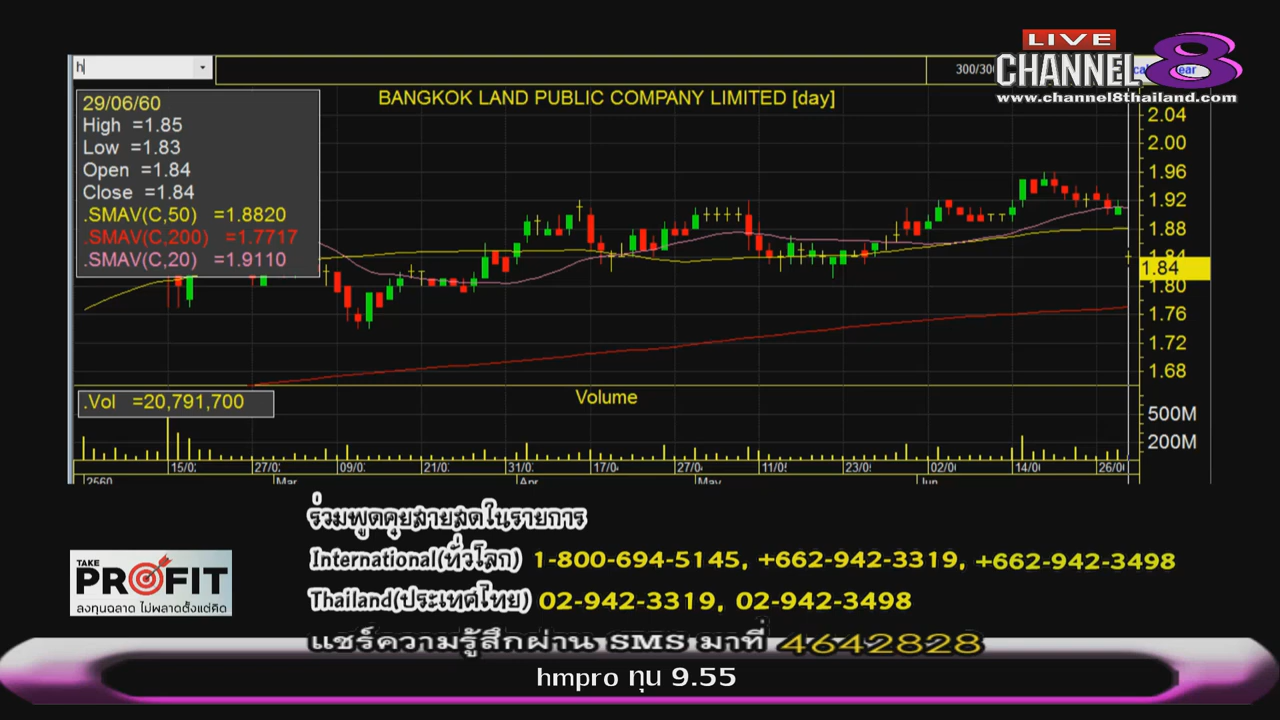 LIVE
CHANNEL 8
www.channel8thailand.com
h
300/300
BANGKOK LAND PUBLIC COMPANY LIMITED [day]
29/06/60
High =1.85
Low =1.83
Open =1.84
Close =1.84
.SMAV(C,50) =1.8820
.SMAV(C,200) =1.7717
.SMAV(C,20) =1.9110
2.04
2.00
1.96
1.92
1.88
1.84
1.84
1.80
1.76
1.72
1.68
.Vol =20,791,700
Volume
500M
200M
15/0 27/0 09/0 21/0 31/0 17/0 27/0 11/0 23/0 02/0 14/0 26/0
2560 Mar Apr May Jun
ร่วมพูดคุยสายสดในรายการ
International(ทั่วโลก) 1-800-694-5145, +662-942-3319, +662-942-3498
Thailand(ประเทศไทย) 02-942-3319, 02-942-3498
แชร์ความรู้สึกผ่าน SMS มาที่ 4642828
TAKE
PROFIT
ลงทุนฉลาด ไม่พลาดตั้งแต่คิด
hmpro ทุน 9.55